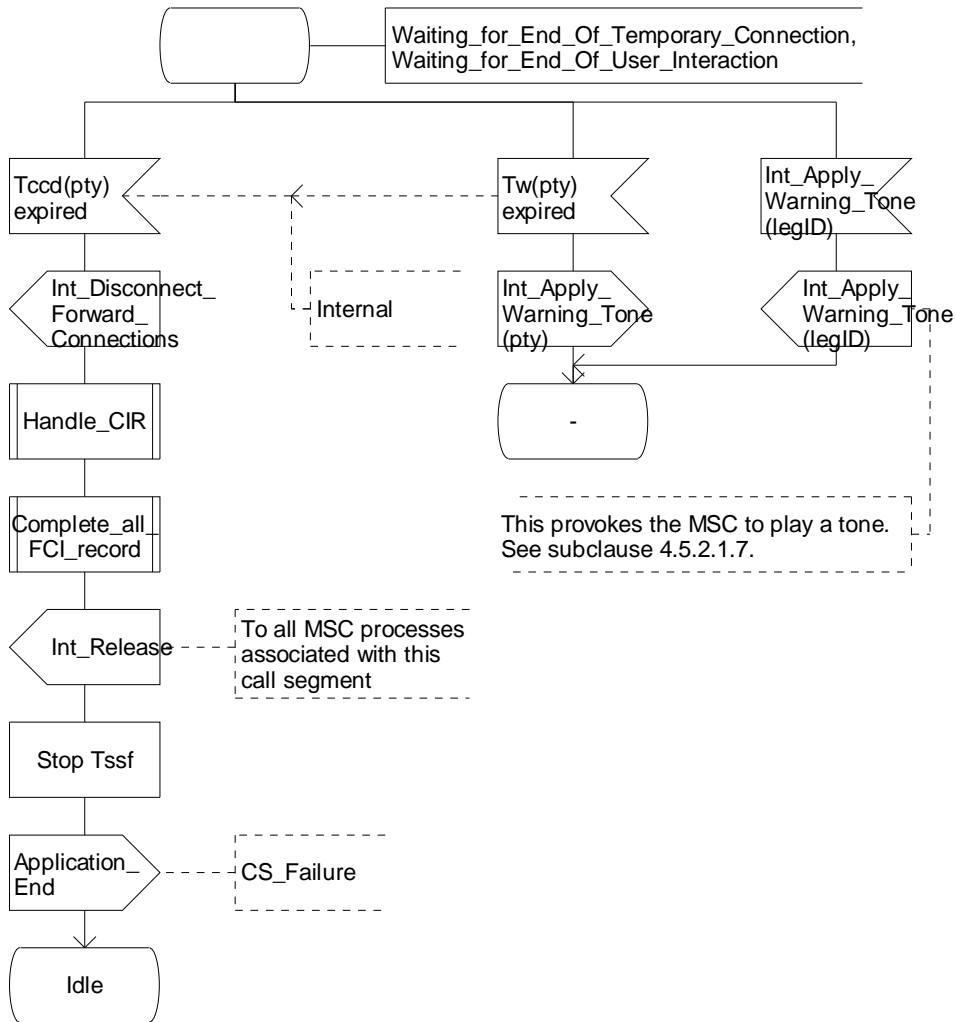 Waiting_for_End_Of_Temporary_Connection,
Waiting_for_End_Of_User_Interaction
Tccd(pty)
expired
Tw(pty)
expired
Int_Apply_
Warning_Tone
(legID)
Int_Disconnect_
Forward_
Connections
Internal
Int_Apply_
Warning_Tone
(pty)
Int_Apply_
Warning_Tone
(legID)
Handle_CIR
-
Complete_all_
FCI_record
This provokes the MSC to play a tone.
See subclause 4.5.2.1.7.
Int_Release
To all MSC processes
associated with this
call segment
Stop Tssf
Application_
End
CS_Failure
Idle